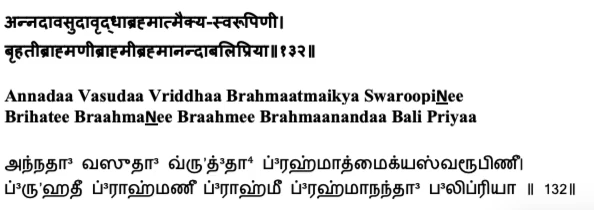 अन्नदावसुदावृद्धाब्रह्मात्मैक्य-स्वरूपिणी।
बृहतीब्राह्मणीब्राह्मीब्रह्मानन्दाबलिप्रिया॥१३२॥
Annadaa Vasudaa Vriddhaa Brahmaatmaikya SwaroopiNee
Brihatee BraahmaNee Braahmee Brahmaanandaa Bali Priyaa
அந்நதா³ வஸுதா³ வ்ருʼத்³தா⁴ ப்³ரஹ்மாத்மைக்யஸ்வரூபிணீ।
ப்³ருʼஹதீ ப்³ராஹ்மணீ ப்³ராஹ்மீ ப்³ரஹ்மாநந்தா³ ப³லிப்ரியா ॥ 132॥